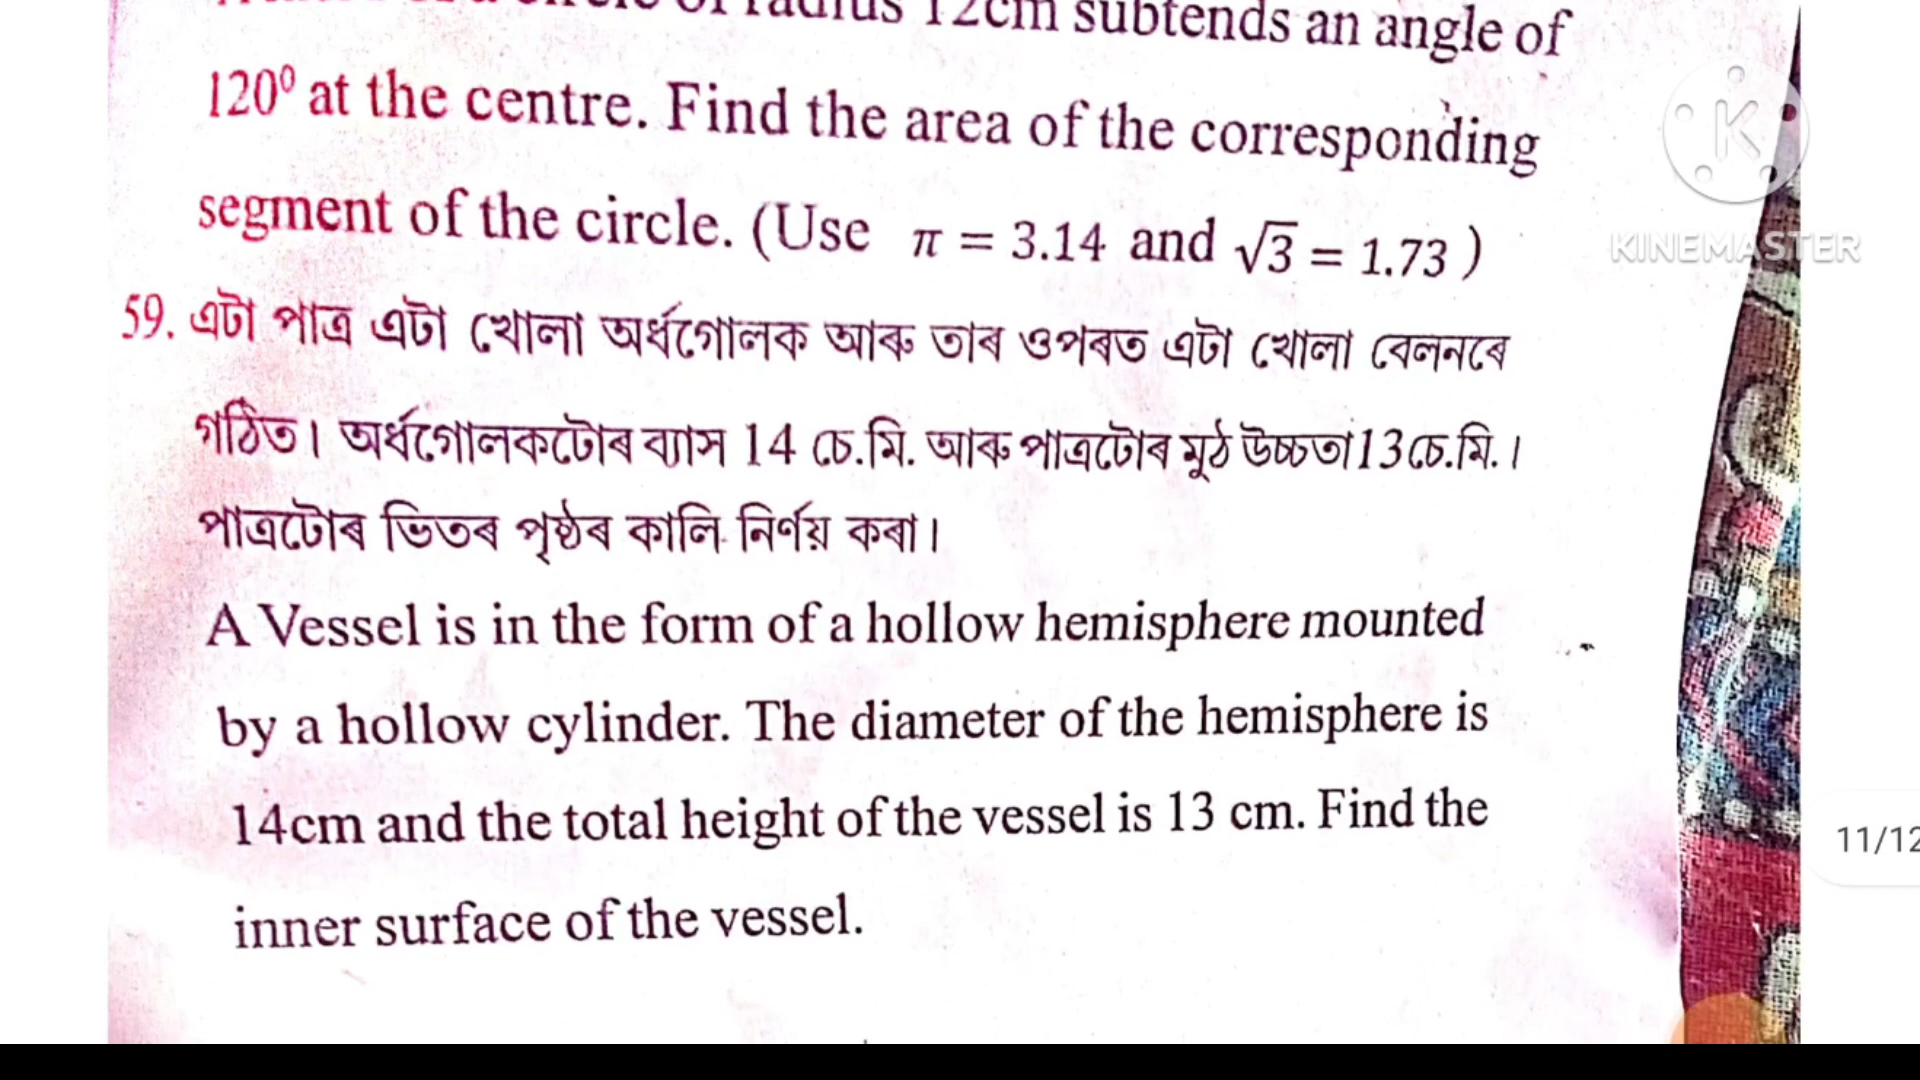 of radius 12cm subtends an angle of
120⁰ at the centre. Find the area of the corresponding
segment of the circle. (Use π = 3.14 and √3 = 1.73 )
59. এটা পাত্ৰ এটা খোলা অৰ্ধগোলক আৰু তাৰ ওপৰত এটা খোলা বেলনৰে
গঠিত। অৰ্ধগোলকটোৰ ব্যাস 14 চে.মি. আৰু পাত্ৰটোৰ মুঠ উচ্চতা 13 চে.মি.।
পাত্ৰটোৰ ভিতৰ পৃষ্ঠৰ কালি নিৰ্ণয় কৰা।
A Vessel is in the form of a hollow hemisphere mounted
by a hollow cylinder. The diameter of the hemisphere is
14cm and the total height of the vessel is 13 cm. Find the
inner surface of the vessel.
K
KINEMASTER
11/12